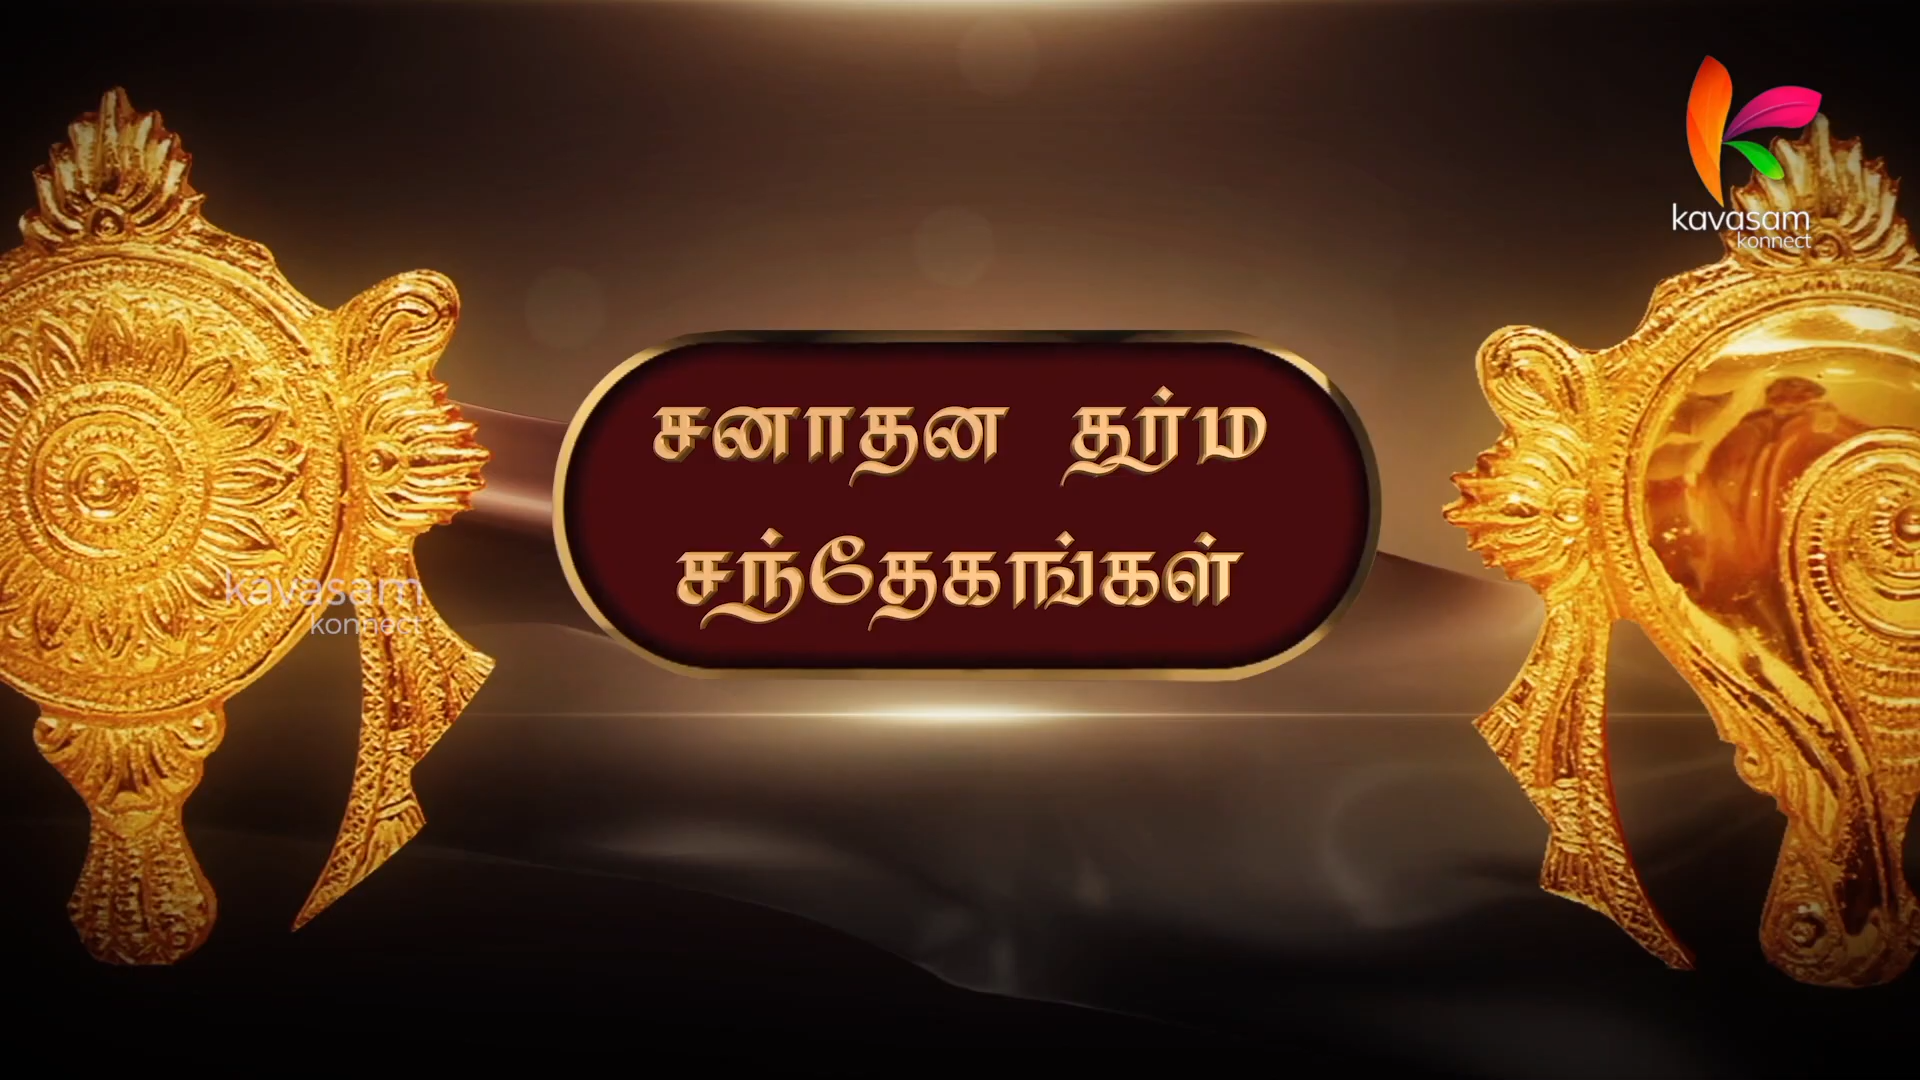 kavasam
konnect
சனாதன தர்ம
சந்தேகங்கள்
kavasam
konnect